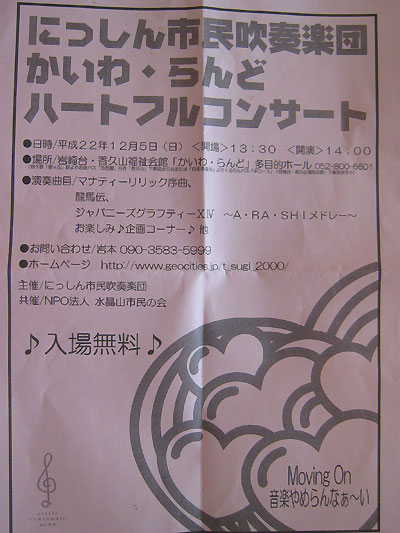 にっしん市民吹奏楽団
かいわ・らんど
ハートフルコンサート
●日時/平成22年12月5日（日）＜開場＞13:30 ＜開演＞14:00
●場所/岩崎台・香久山福祉会館「かいわ・らんど」多目的ホール 052-800-6601
●演奏曲目/マナティーリリック序曲、
龍馬伝、
ジャパニーズグラフティーⅩⅣ ～A・RA・SHIメドレー～
お楽しみ♪企画コーナー♪ 他
●お問い合わせ/岩本 090-3583-5999
●ホームページ http://www.geocities.jp/t_sugi_2000/
主催/にっしん市民吹奏楽団
共催/NPO法人 水晶山市民の会
♪入場無料♪
Moving On
音楽やめらんなぁ～い